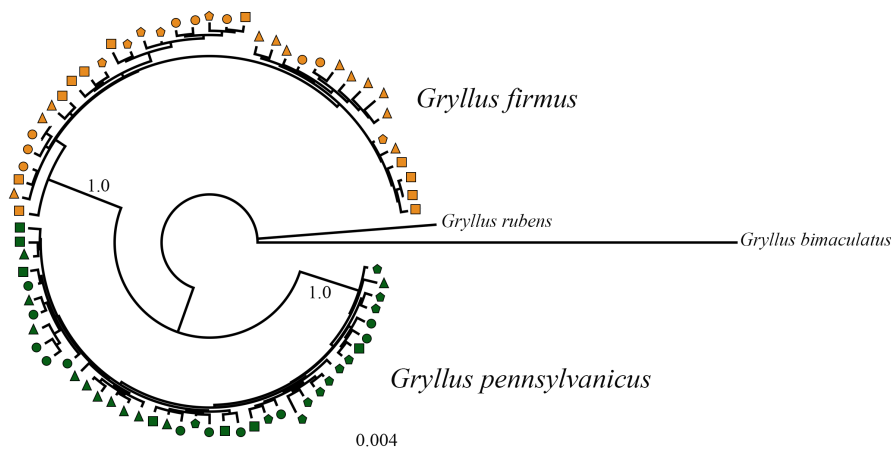 Gryllus firmus
1.0
Gryllus rubens
Gryllus bimaculatus
1.0
Gryllus pennsylvanicus
0.004